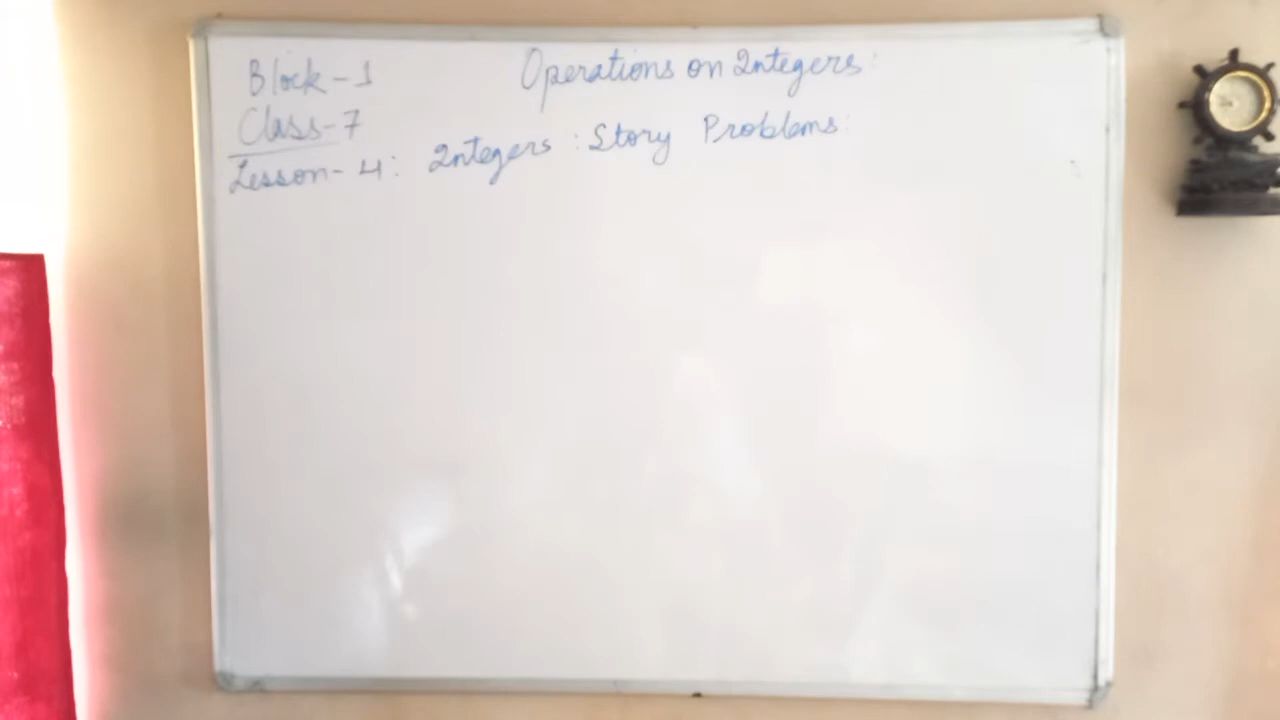 Block-1
Operations on Integers:
Class-7
Lesson-4: Integers: Story Problems: